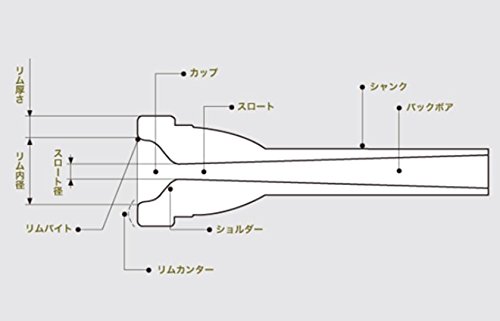 リム厚さ
カップ
スロート
シャンク
バックボア
リム内径
スロート径
リムバイト
ショルダー
リムカンター